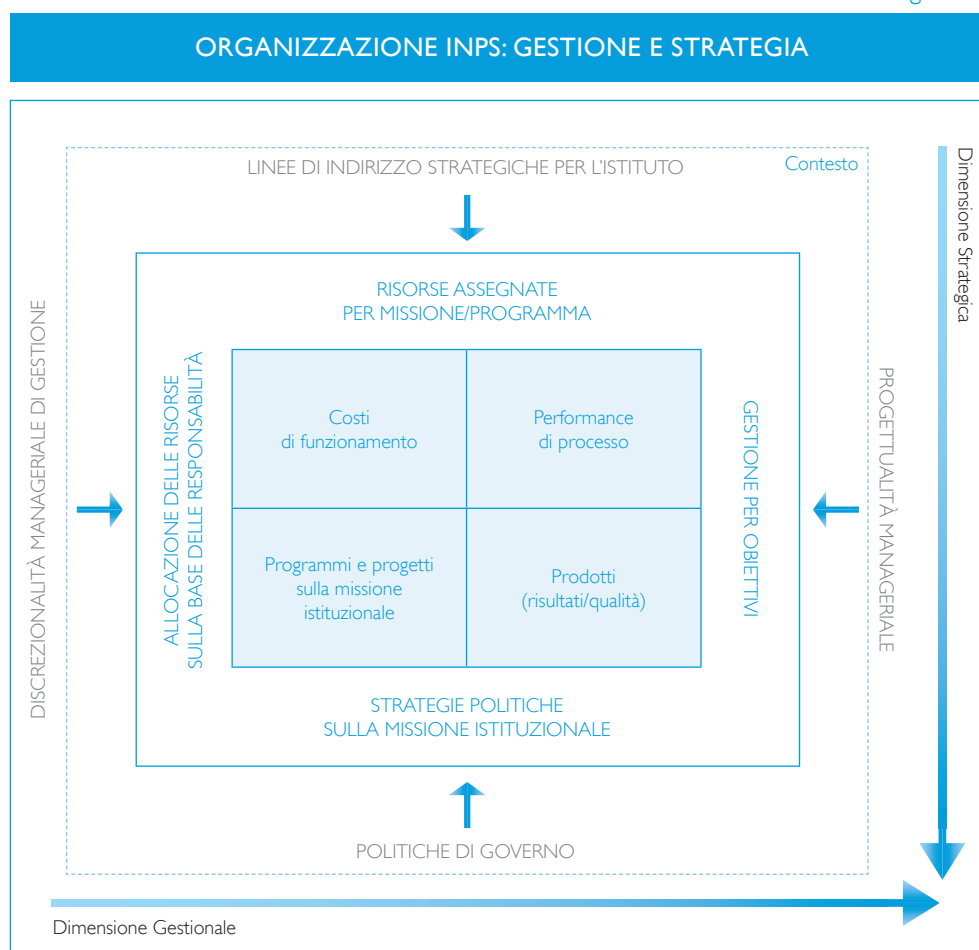 ORGANIZZAZIONE INPS: GESTIONE E STRATEGIA
LINEE DI INDIRIZZO STRATEGICHE PER L'ISTITUTO
Contesto
Dimensione Strategica
RISORSE ASSEGNATE
PER MISSIONE/PROGRAMMA
DISCREZIONALITÀ MANAGERIALE DI GESTIONE
ALLOCAZIONE DELLE RISORSE
SULLA BASE DELLE RESPONSABILITÀ
Costi
di funzionamento
Performance
di processo
Programmi e progetti
sulla missione
istituzionale
Prodotti
(risultati/qualità)
GESTIONE PER OBIETTIVI
PROGETTUALITÀ MANAGERIALE
STRATEGIE POLITICHE
SULLA MISSIONE ISTITUZIONALE
POLITICHE DI GOVERNO
Dimensione Gestionale